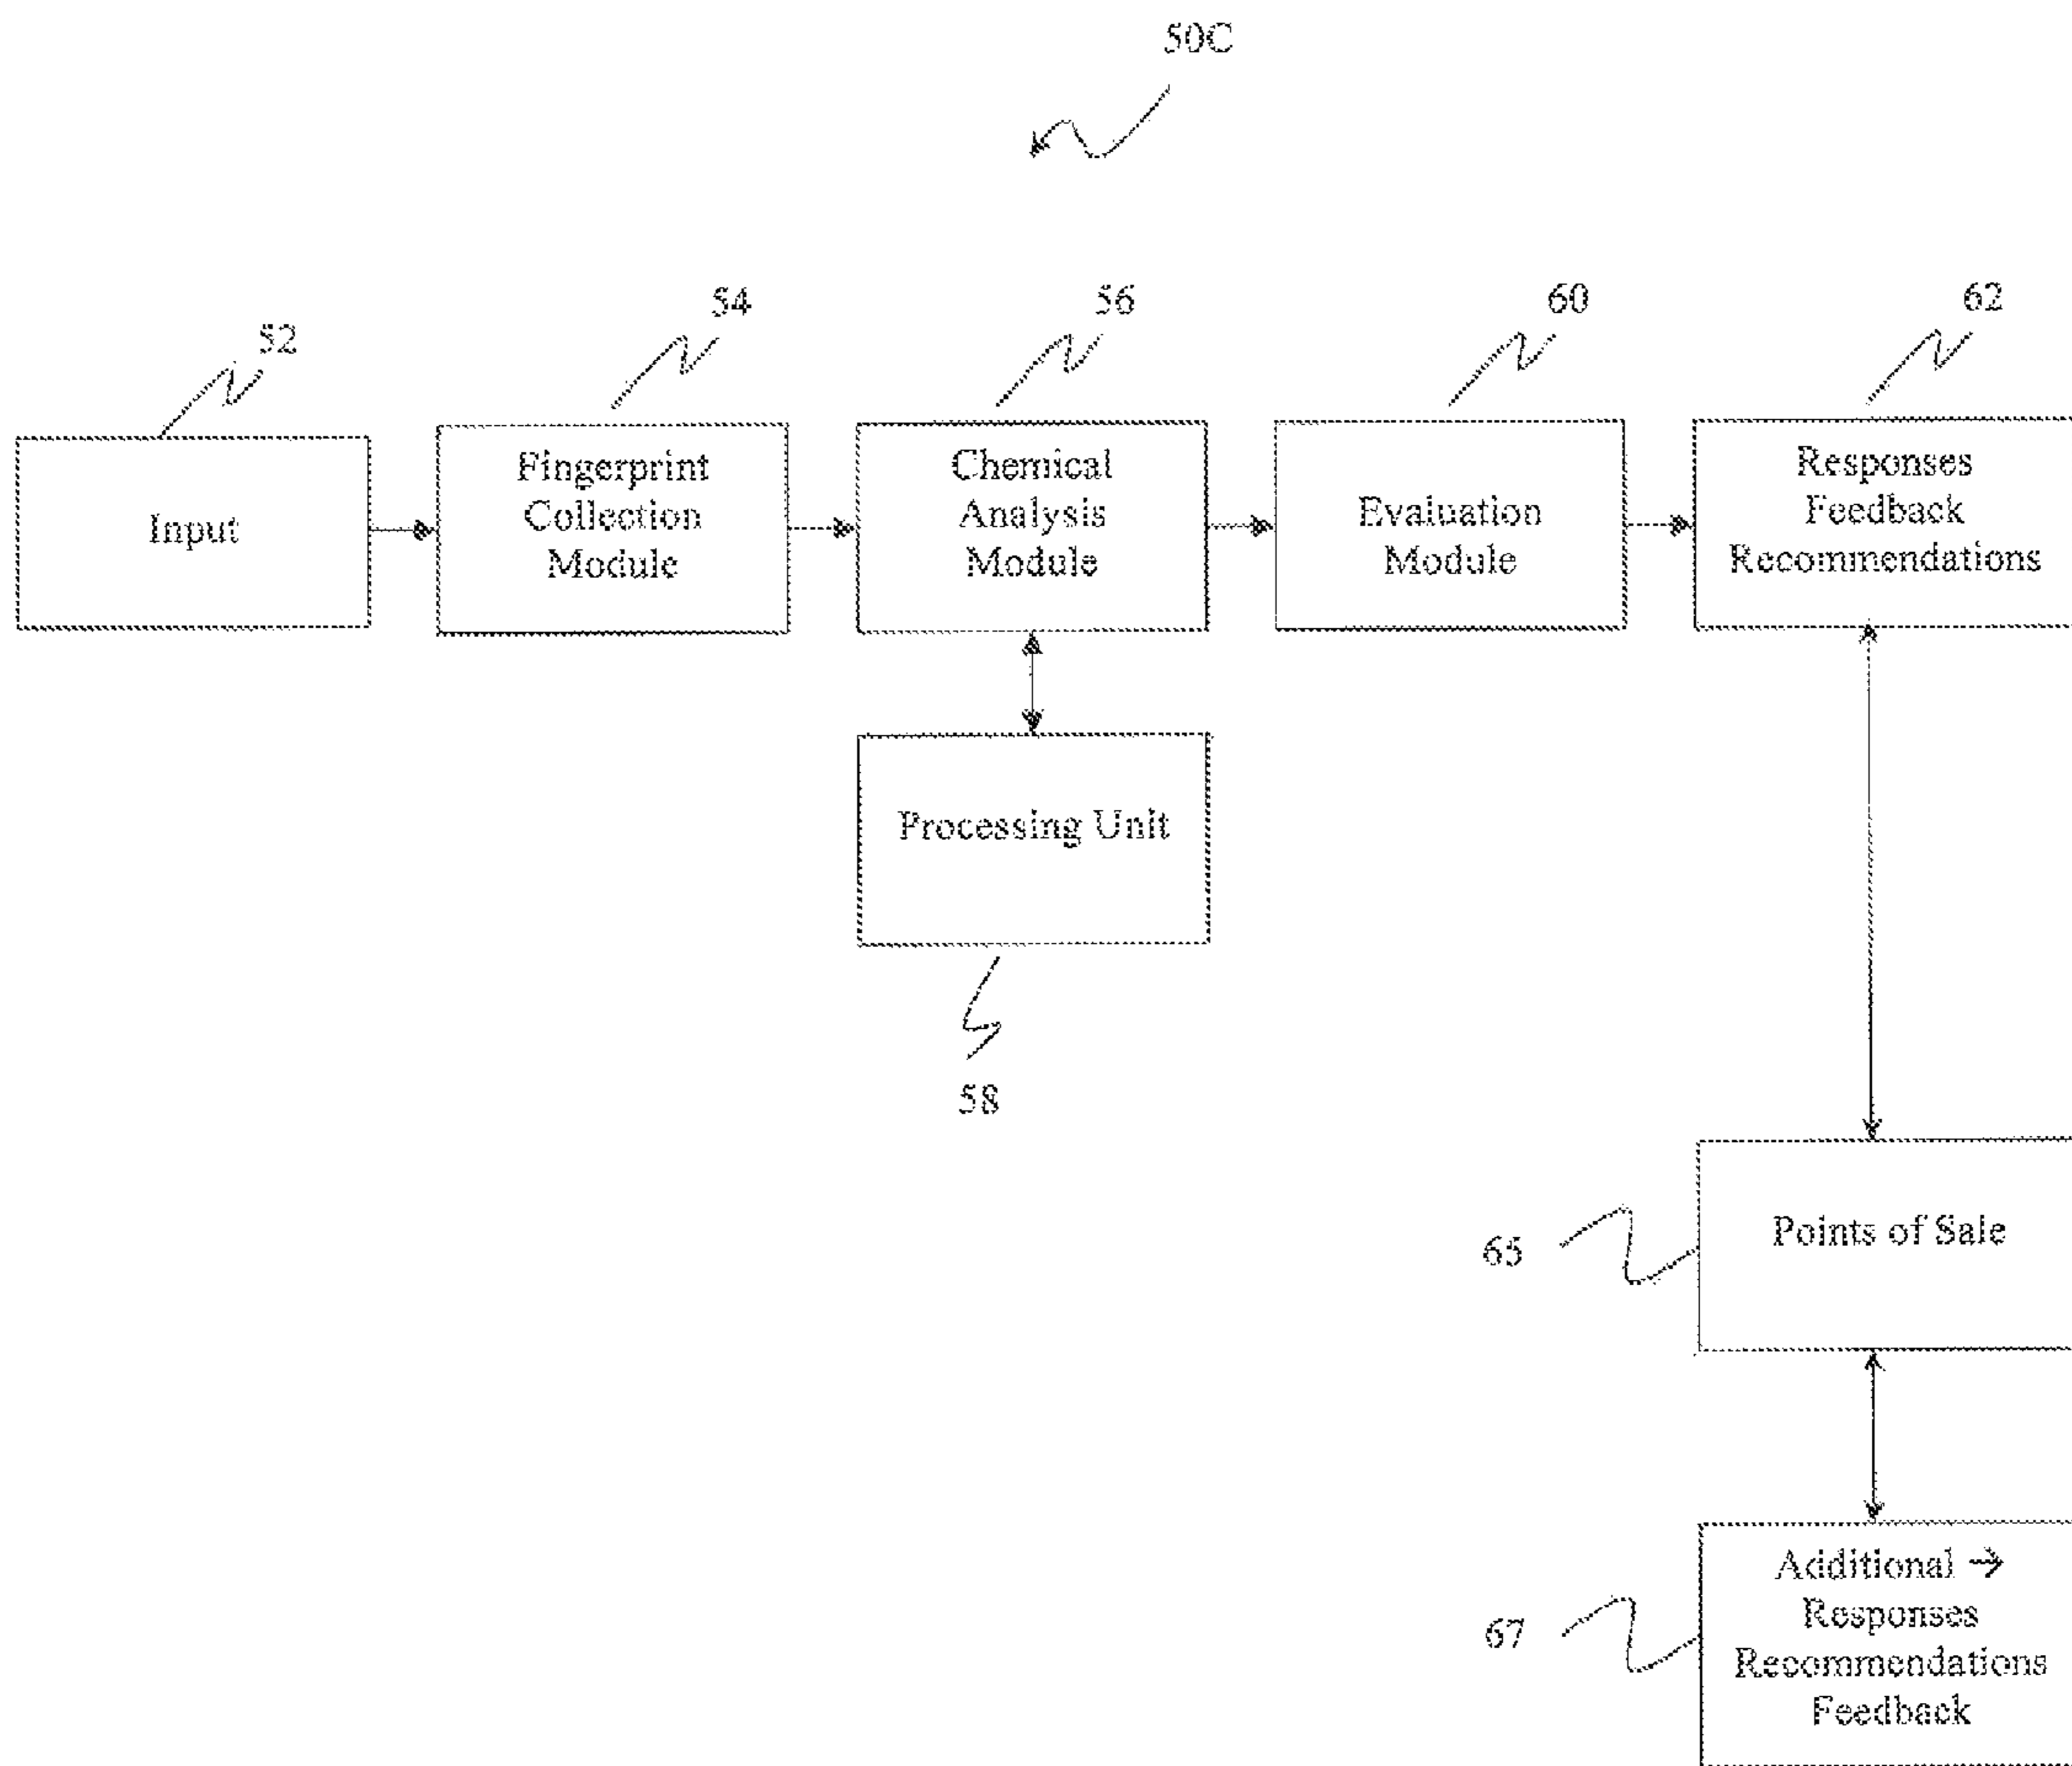 50C
52
54
56
60
62
Input
Fingerprint
Collection
Module
Chemical
Analysis
Module
Evaluation
Module
Responses
Feedback
Recommendations
Processing Unit
58
65
Points of Sale
67
Additional →
Responses
Recommendations
Feedback